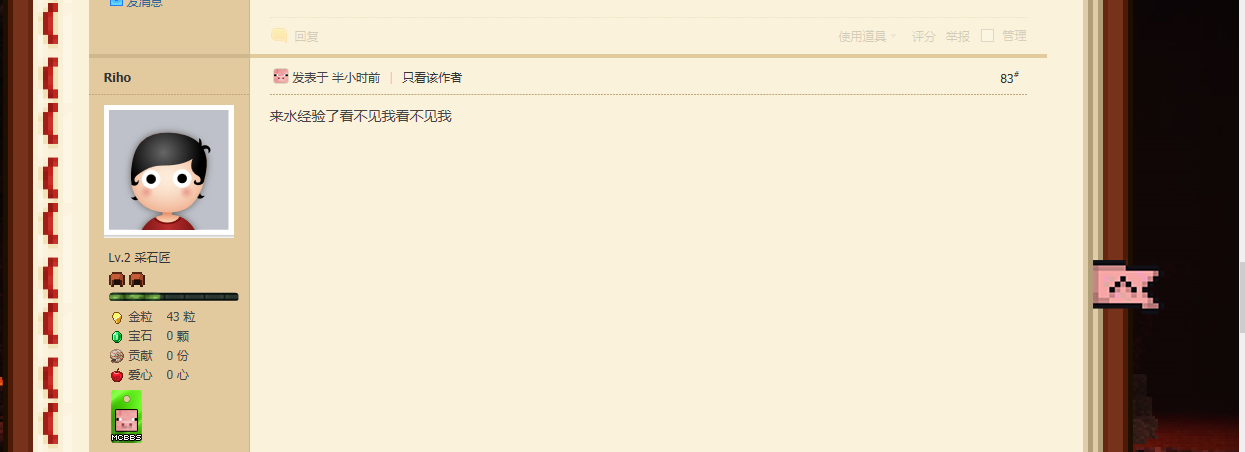 发消息
回复
使用道具 评分 举报 管理
Riho
发表于 半小时前 | 只看该作者
83#
来水经验了看不见我看不见我
Lv.2 采石匠
金粒 43 粒
宝石 0 颗
贡献 0 份
爱心 0 心
MCBBS